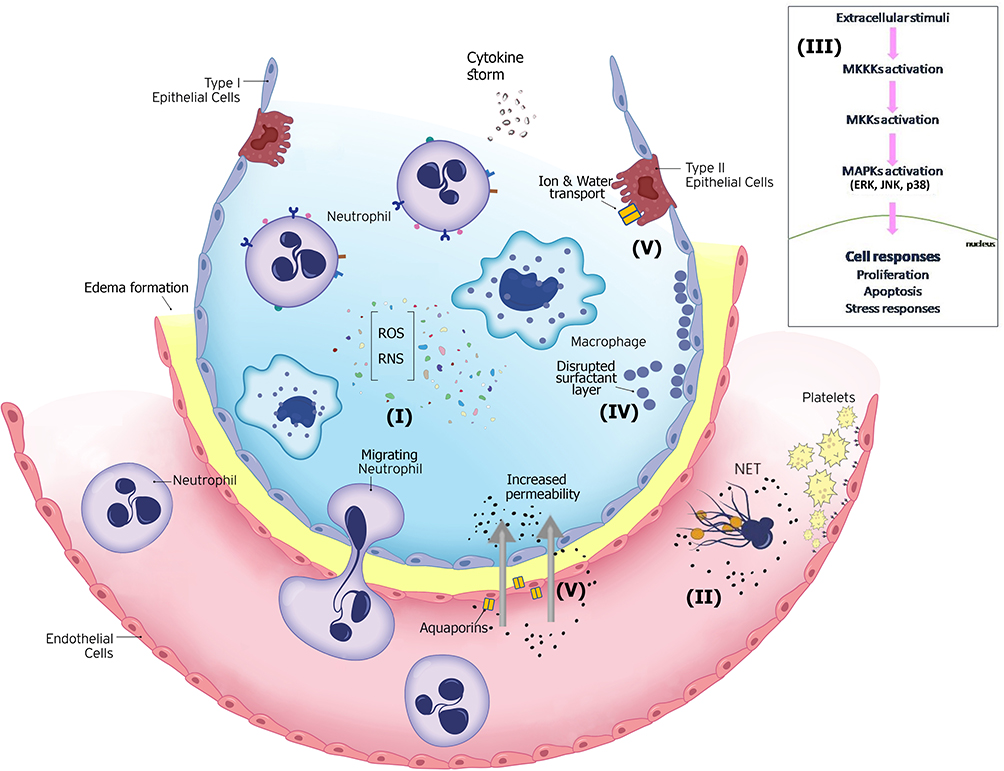 Extracellular stimuli
(III)
MKKKs activation
MKKs activation
MAPKs activation
(ERK, JNK, p38)
nucleus
Cell responses
Proliferation
Apoptosis
Stress responses
Cytokine
storm
Type I
Epithelial Cells
Type II
Epithelial Cells
Ion & Water
transport
(V)
Neutrophil
Edema formation
Macrophage
ROS
RNS
(I)
Disrupted
surfactant
layer
(IV)
Platelets
Migrating
Neutrophil
Neutrophil
Increased
permeability
NET
(II)
(V)
Aquaporins
Endothelial
Cells